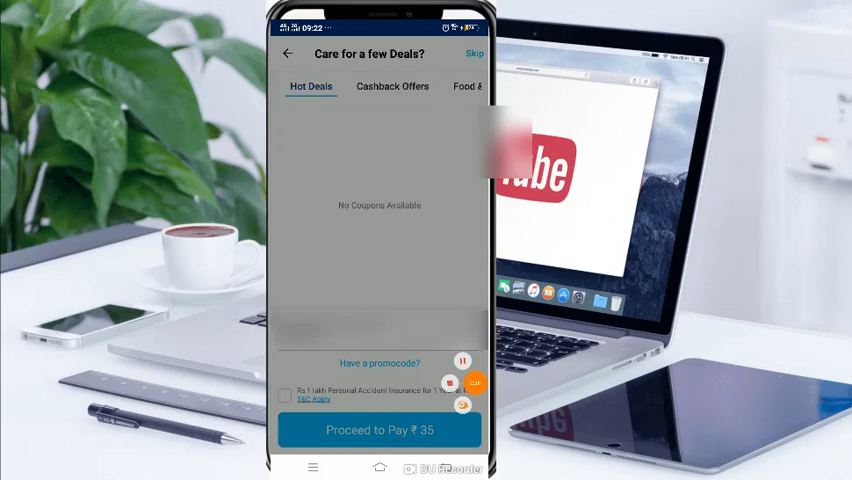 09:22
Care for a few Deals?
Skip
Hot Deals
Cashback Offers
Food &
No Coupons Available
Have a promocode?
Rs 1 lakh Personal Accident Insurance for 1 Year
T&C Apply
Proceed to Pay ₹ 35
DU Recorder